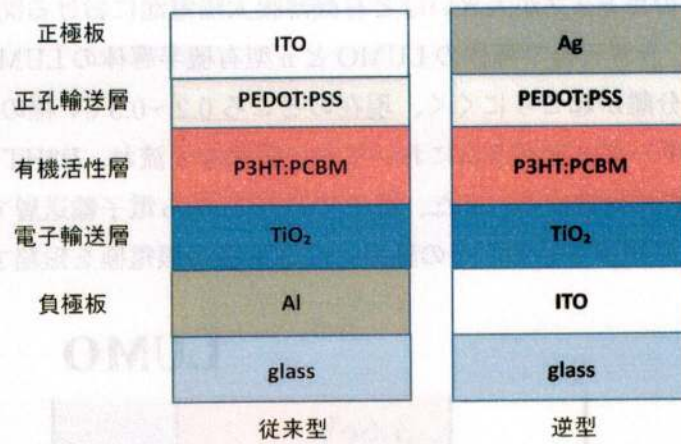 正極板 ITO Ag
正孔輸送層 PEDOT:PSS PEDOT:PSS
有機活性層 P3HT:PCBM P3HT:PCBM
電子輸送層 TiO₂ TiO₂
負極板 Al ITO
glass glass
従来型 逆型